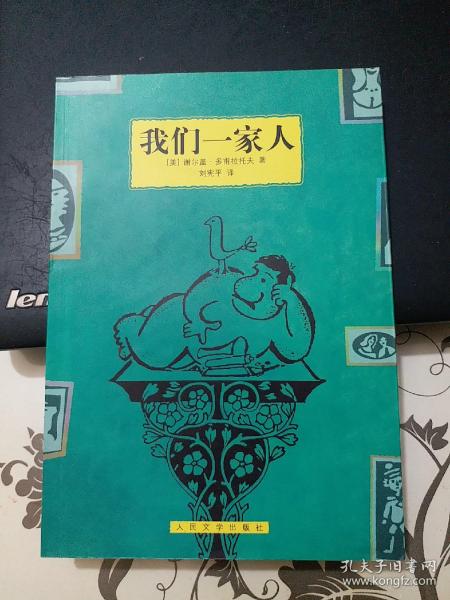 我们一家人
[美] 谢尔盖·多甫拉托夫 著
刘宪平 译
len
人民文学出版社
孔夫子旧书网
www.kongfz.com